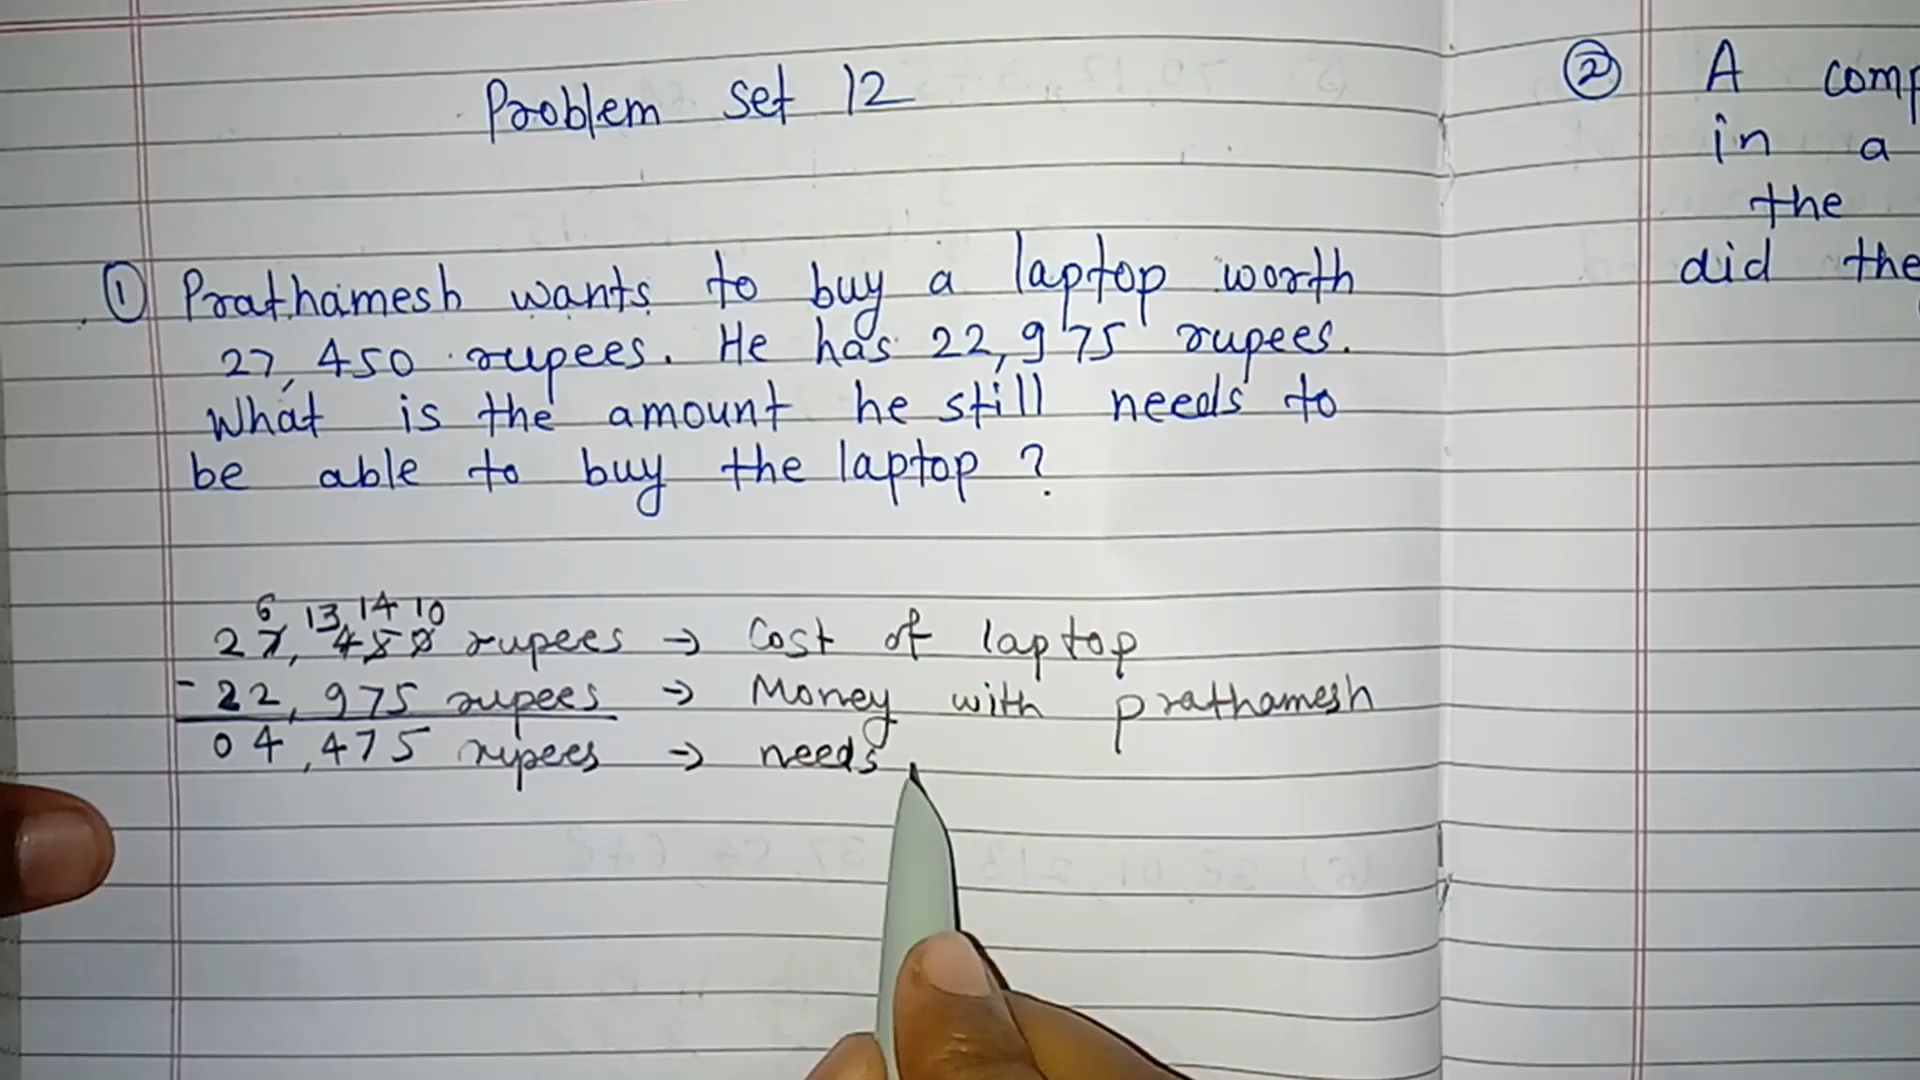 Problem set 12
① Prathamesh wants to buy a laptop worth
27,450 rupees. He has 22,975 rupees.
What is the amount he still needs to
be able to buy the laptop ?
6 13 14 10
27,450 rupees → Cost of laptop
- 22,975 rupees → Money with prathamesh
04,475 rupees → needs
② A comp
in a
the
did the